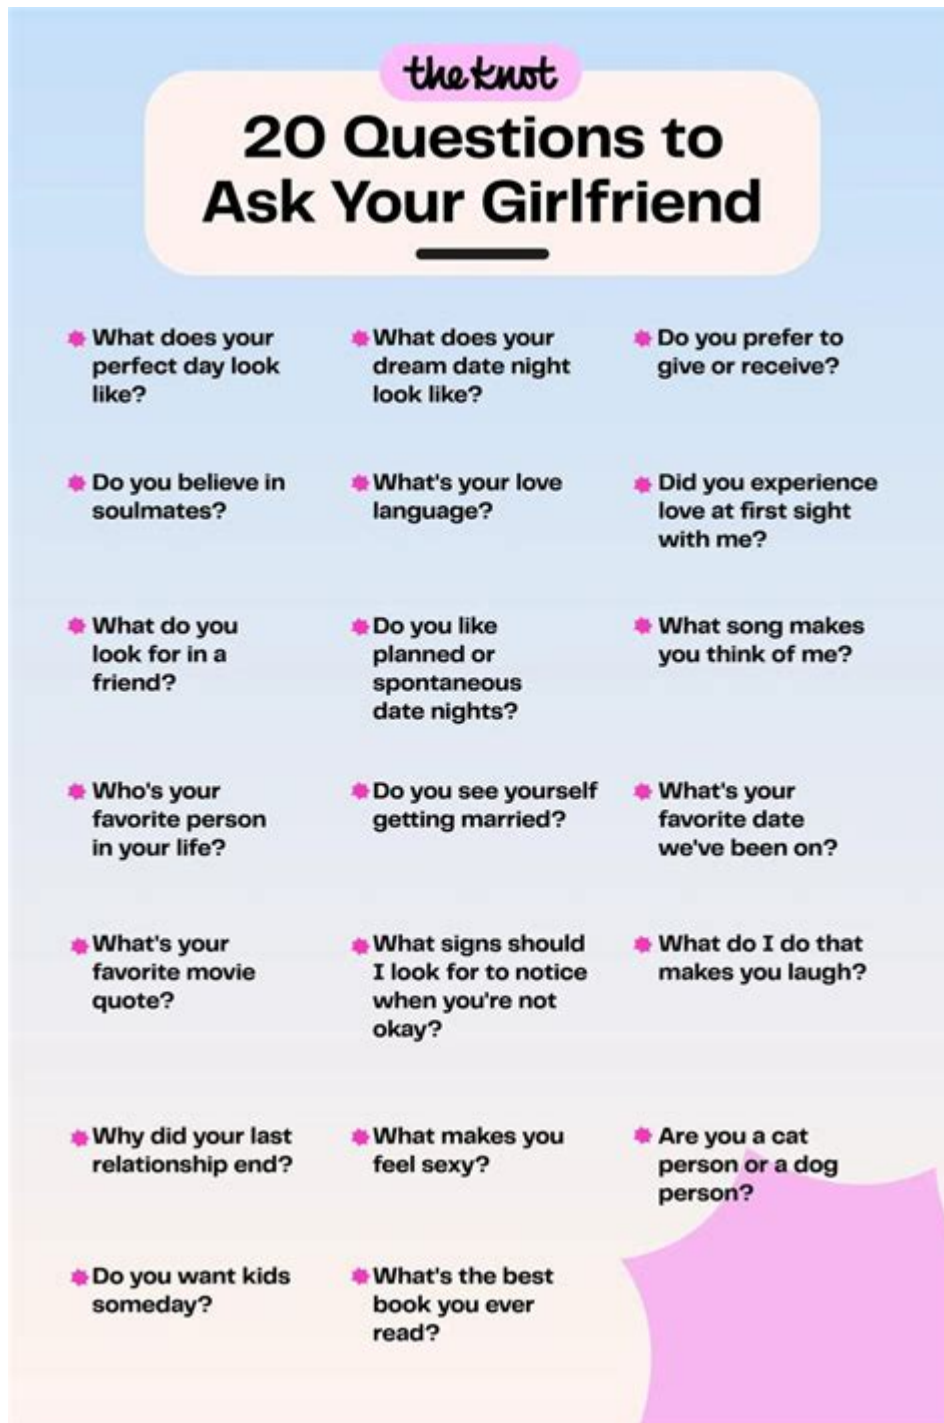 the knot
20 Questions to
Ask Your Girlfriend
What does your
perfect day look
like?
What does your
dream date night
look like?
Do you prefer to
give or receive?
Do you believe in
soulmates?
What's your love
language?
Did you experience
love at first sight
with me?
What do you
look for in a
friend?
Do you like
planned or
spontaneous
date nights?
What song makes
you think of me?
Who's your
favorite person
in your life?
Do you see yourself
getting married?
What's your
favorite date
we've been on?
What's your
favorite movie
quote?
What signs should
I look for to notice
when you're not
okay?
What do I do that
makes you laugh?
Why did your last
relationship end?
What makes you
feel sexy?
Are you a cat
person or a dog
person?
Do you want kids
someday?
What's the best
book you ever
read?